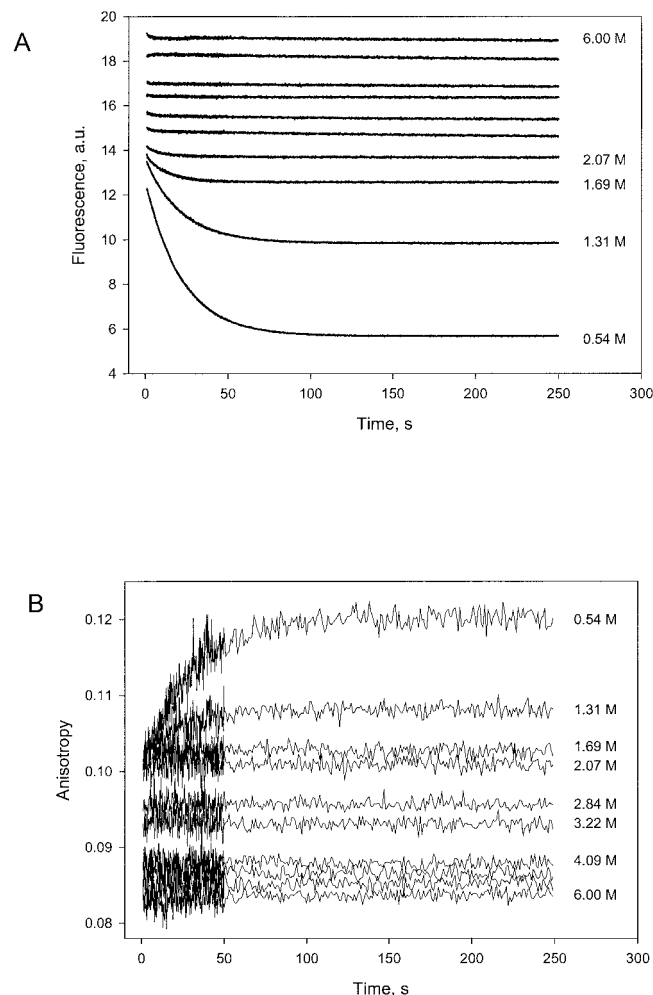 A
20
18
16
14
12
10
8
6
4
Fluorescence, a.u.
6.00 M
2.07 M
1.69 M
1.31 M
0.54 M
0 50 100 150 200 250 300
Time, s
B
0.12
0.11
0.10
0.09
0.08
Anisotropy
0.54 M
1.31 M
1.69 M
2.07 M
2.84 M
3.22 M
4.09 M
6.00 M
0 50 100 150 200 250 300
Time, s